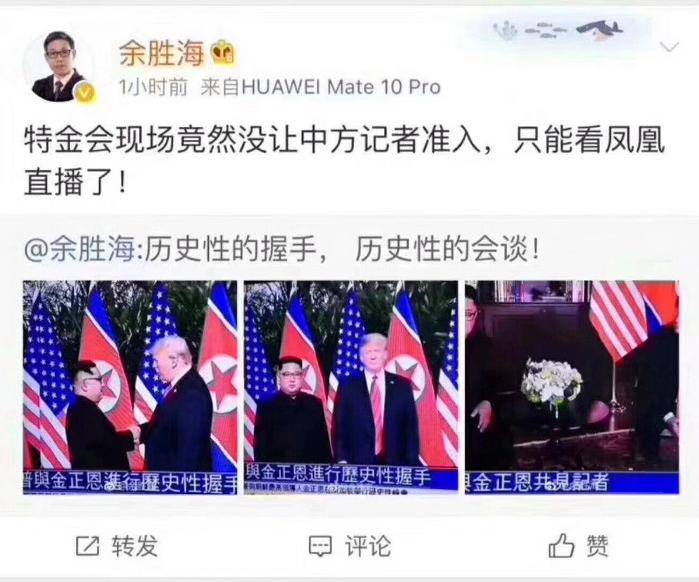 余胜海
1小时前 来自HUAWEI Mate 10 Pro
特金会现场竟然没让中方记者准入，只能看凤凰
直播了！
@余胜海:历史性的握手， 历史性的会谈！
普與金正恩進行歷史性握手
與金正恩進行歷史性握手
與金正恩共見記者
转发
评论
赞